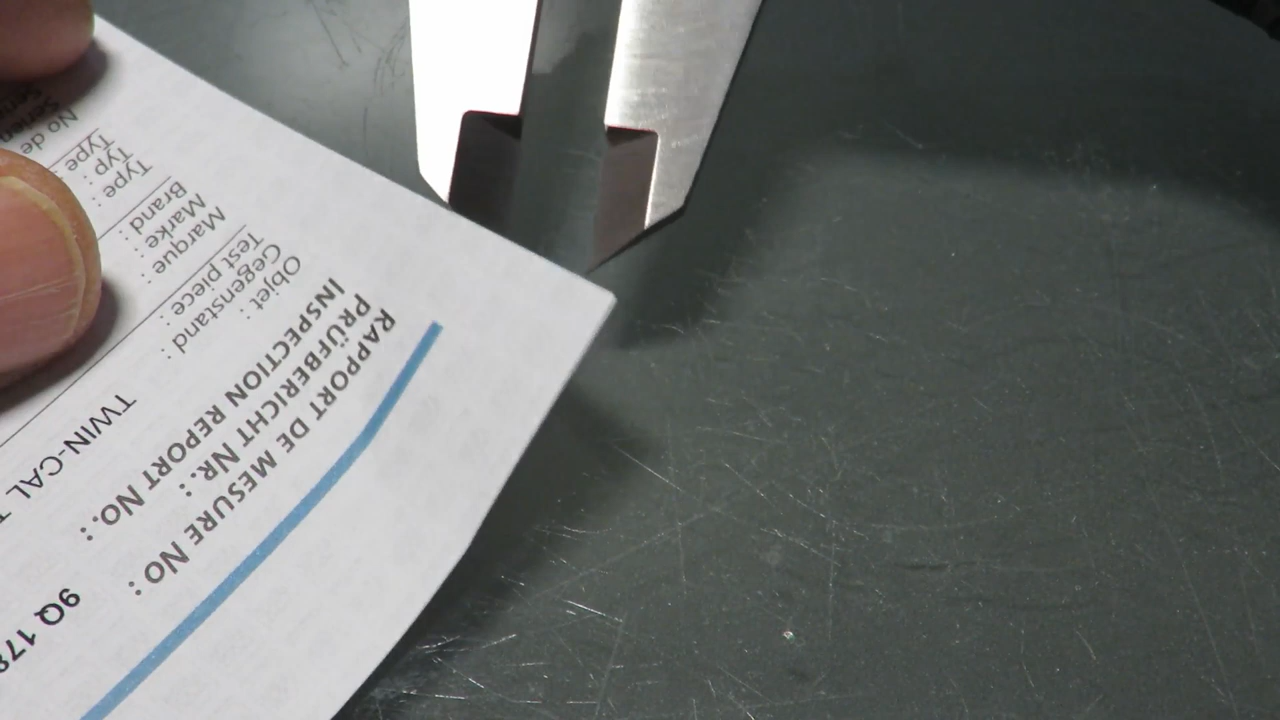 RAPPORT DE MESURE NO :
PRÜFBERICHT NR. :
INSPECTION REPORT NO. :
9Q 178
Objet :
Gegenstand :
Test piece :
TWIN-CAL
Marque :
Marke :
Brand :
Type :
Typ :
Type :
No de